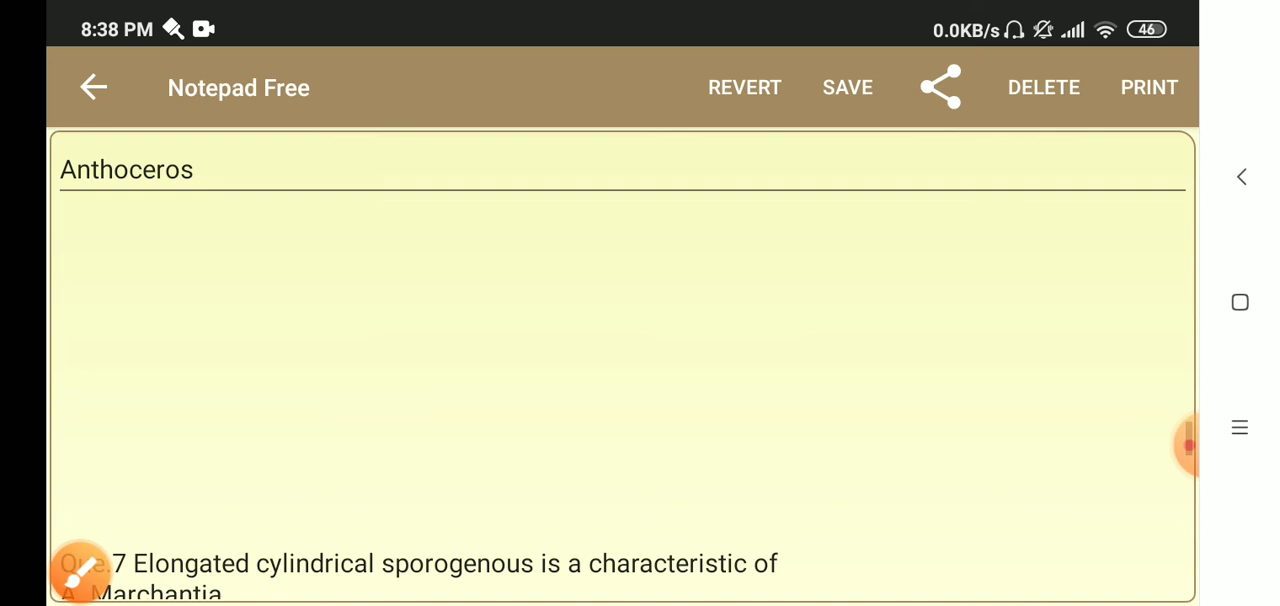 8:38 PM 0.0KB/s 46
Notepad Free REVERT SAVE DELETE PRINT
Anthoceros
Que.7 Elongated cylindrical sporogenous is a characteristic of
A. Marchantia